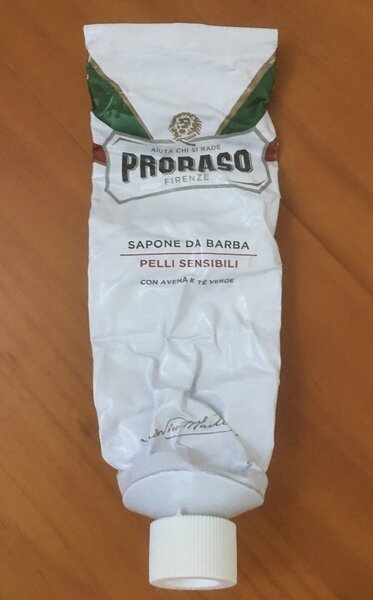 AIUTA CHI SI RADE
PRORASO
FIRENZE
SAPONE DA BARBA
PELLI SENSIBILI
CON AVENA E TÈ VERDE